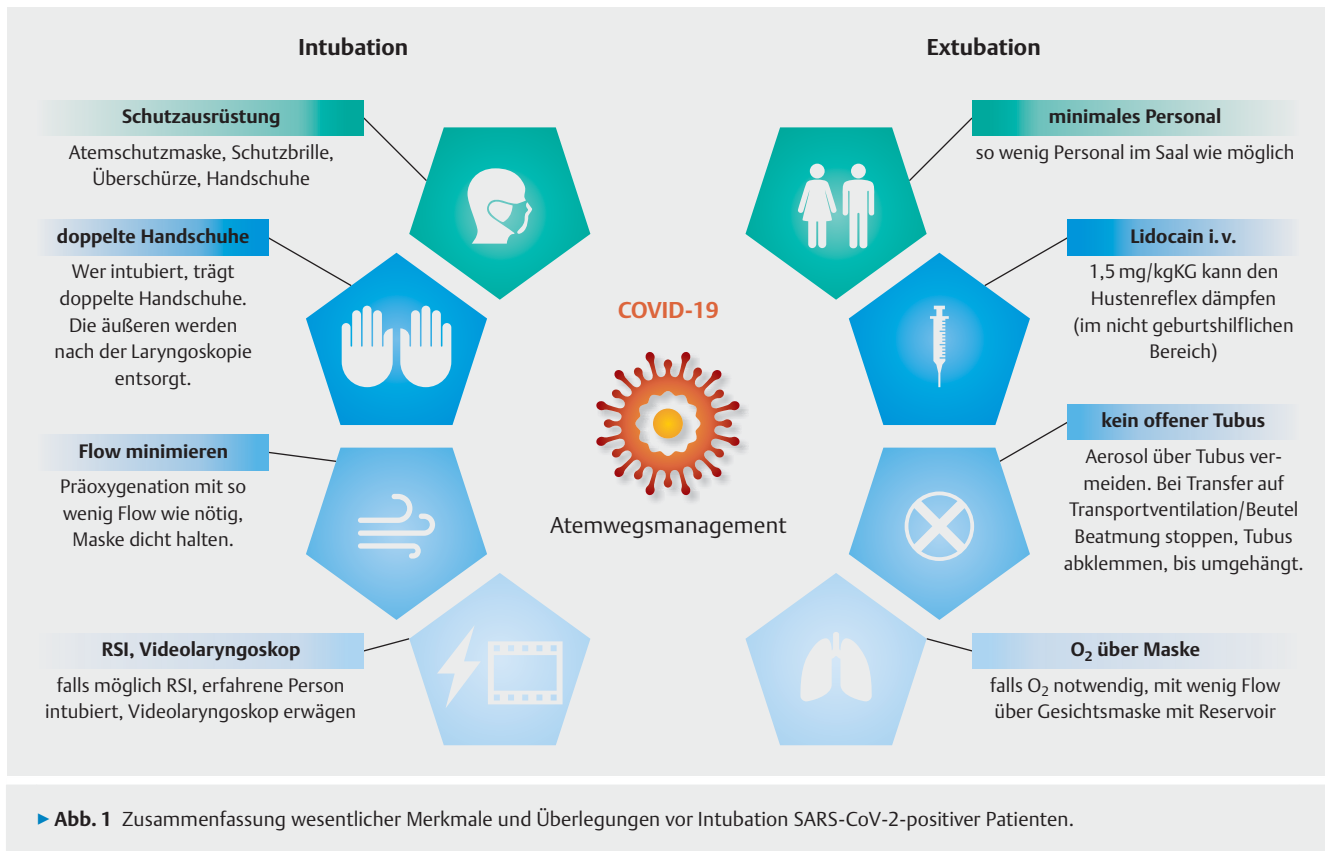 Intubation
Schutzausrüstung
Atemschutzmaske, Schutzbrille,
Überschürze, Handschuhe
doppelte Handschuhe
Wer intubiert, trägt
doppelte Handschuhe.
Die äußeren werden
nach der Laryngoskopie
entsorgt.
Flow minimieren
Präoxygenation mit so
wenig Flow wie nötig,
Maske dicht halten.
RSI, Videolaryngoskop
falls möglich RSI, erfahrene Person
intubiert, Videolaryngoskop erwägen
COVID-19
Atemwegsmanagement
Extubation
minimales Personal
so wenig Personal im Saal wie möglich
Lidocain i. v.
1,5 mg/kgKG kann den
Hustenreflex dämpfen
(im nicht geburtshilflichen
Bereich)
kein offener Tubus
Aerosol über Tubus ver-
meiden. Bei Transfer auf
Transportventilation/Beutel
Beatmung stoppen, Tubus
abklemmen, bis umgehängt.
O₂ über Maske
falls O₂ notwendig, mit wenig Flow
über Gesichtsmaske mit Reservoir
▶ Abb. 1 Zusammenfassung wesentlicher Merkmale und Überlegungen vor Intubation SARS-CoV-2-positiver Patienten.